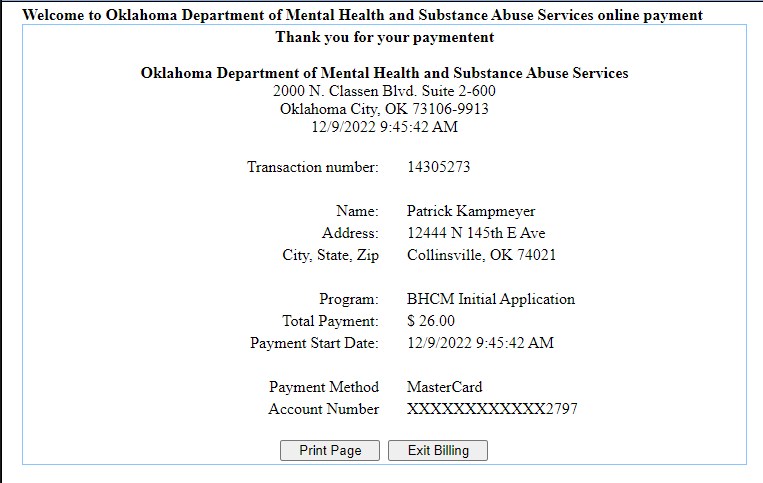 Welcome to Oklahoma Department of Mental Health and Substance Abuse Services online payment
Thank you for your paymentent
Oklahoma Department of Mental Health and Substance Abuse Services
2000 N. Classen Blvd. Suite 2-600
Oklahoma City, OK 73106-9913
12/9/2022 9:45:42 AM
Transaction number: 14305273
Name: Patrick Kampmeyer
Address: 12444 N 145th E Ave
City, State, Zip Collinsville, OK 74021
Program: BHCM Initial Application
Total Payment: $ 26.00
Payment Start Date: 12/9/2022 9:45:42 AM
Payment Method MasterCard
Account Number XXXXXXXXXXXX2797
Print Page Exit Billing